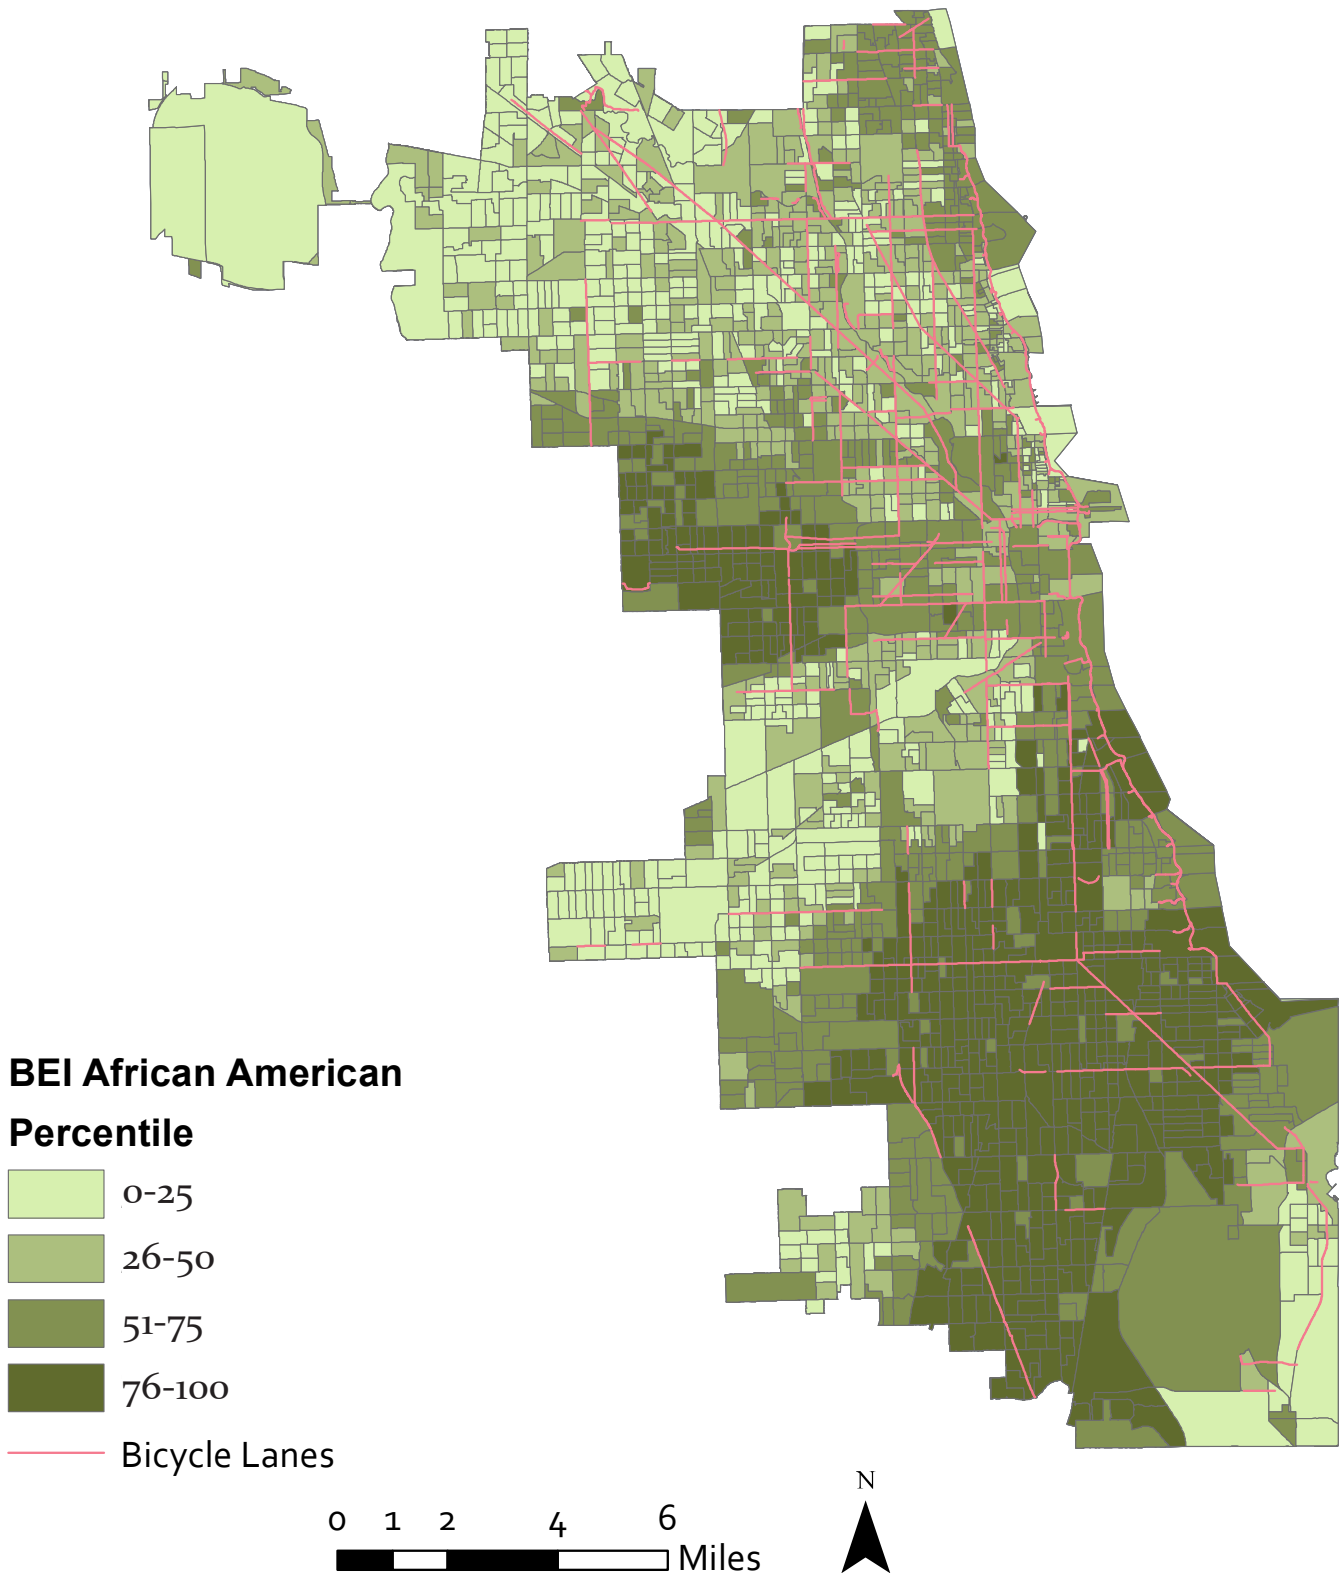 BEI African American
Percentile
0-25
26-50
51-75
76-100
Bicycle Lanes
N
0 1 2 4 6
Miles